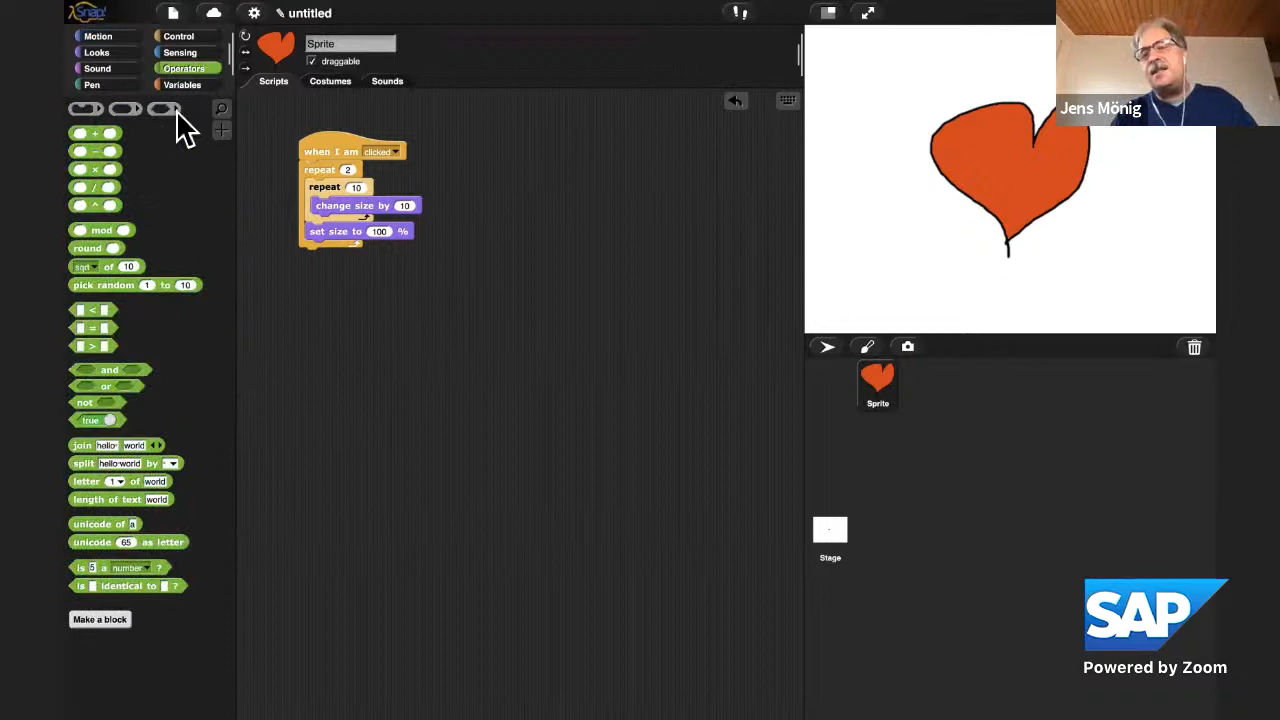 Snap!
untitled
Motion
Control
Looks
Sensing
Sound
Operators
Pen
Variables
Sprite
draggable
Scripts
Costumes
Sounds
+
−
×
/
^
mod
round
sqrt of 10
pick random 1 to 10
<
=
>
and
or
not
true
join hello world
split hello world by
letter 1 of world
length of text world
unicode of a
unicode 65 as letter
is 5 a number ?
is identical to ?
Make a block
when I am clicked
repeat 2
repeat 10
change size by 10
set size to 100 %
Jens Mönig
Sprite
Stage
SAP
Powered by Zoom